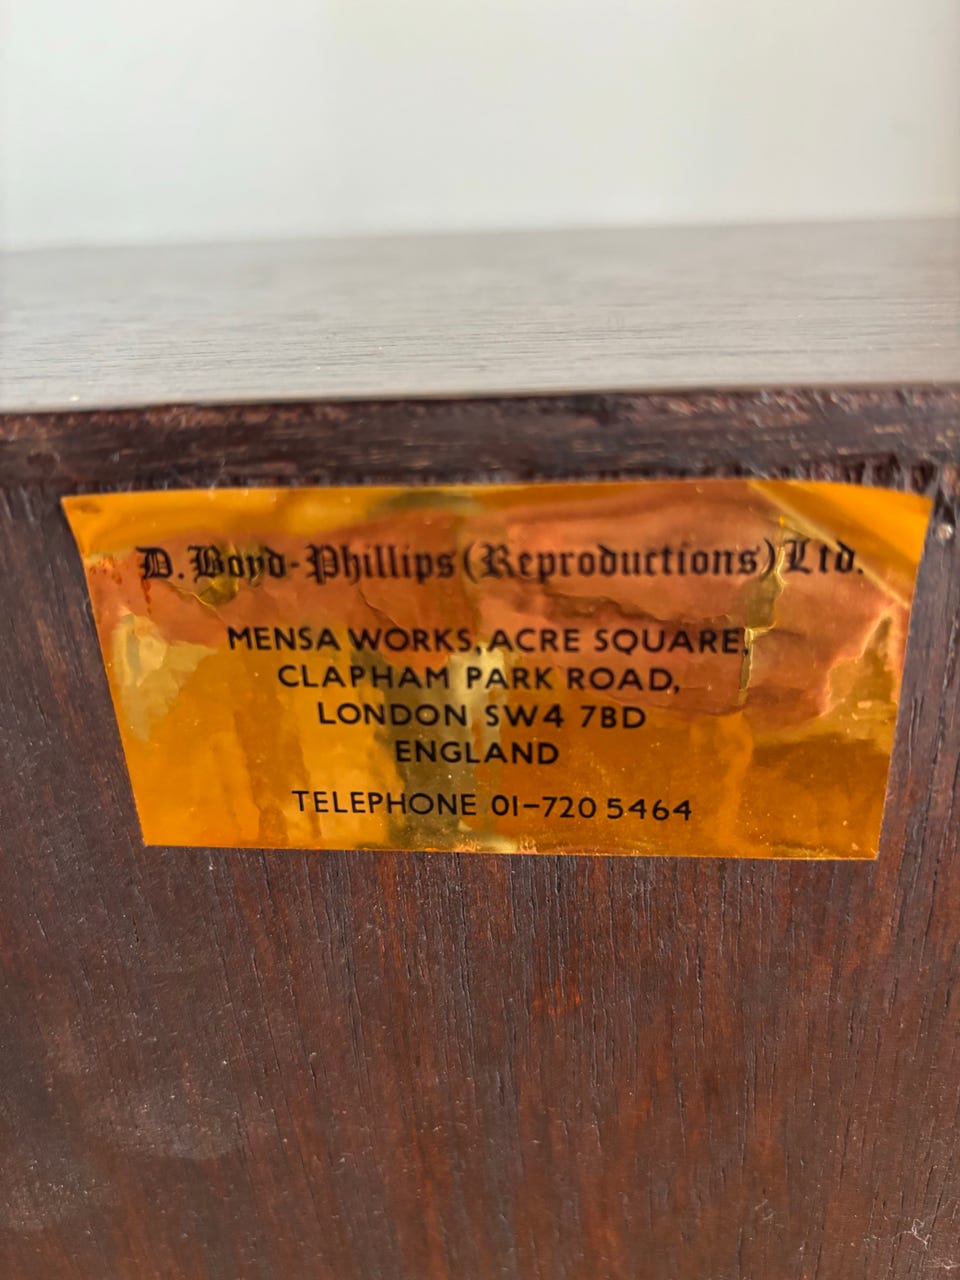 D. Boyd-Phillips (Reproductions) Ltd.
MENSA WORKS, ACRE SQUARE,
CLAPHAM PARK ROAD,
LONDON SW4 7BD
ENGLAND
TELEPHONE 01-720 5464